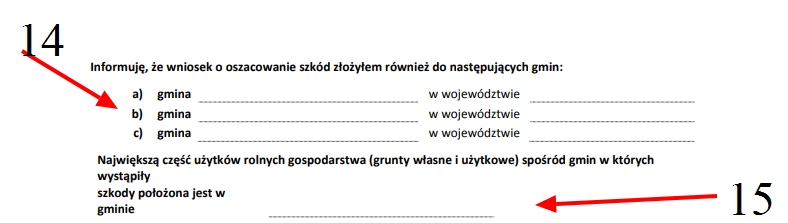 14
Informuję, że wniosek o oszacowanie szkód złożyłem również do następujących gmin:
a) gmina w województwie
b) gmina w województwie
c) gmina w województwie
Największą część użytków rolnych gospodarstwa (grunty własne i użytkowe) spośród gmin w których
wystąpiły
szkody położona jest w
gminie
15